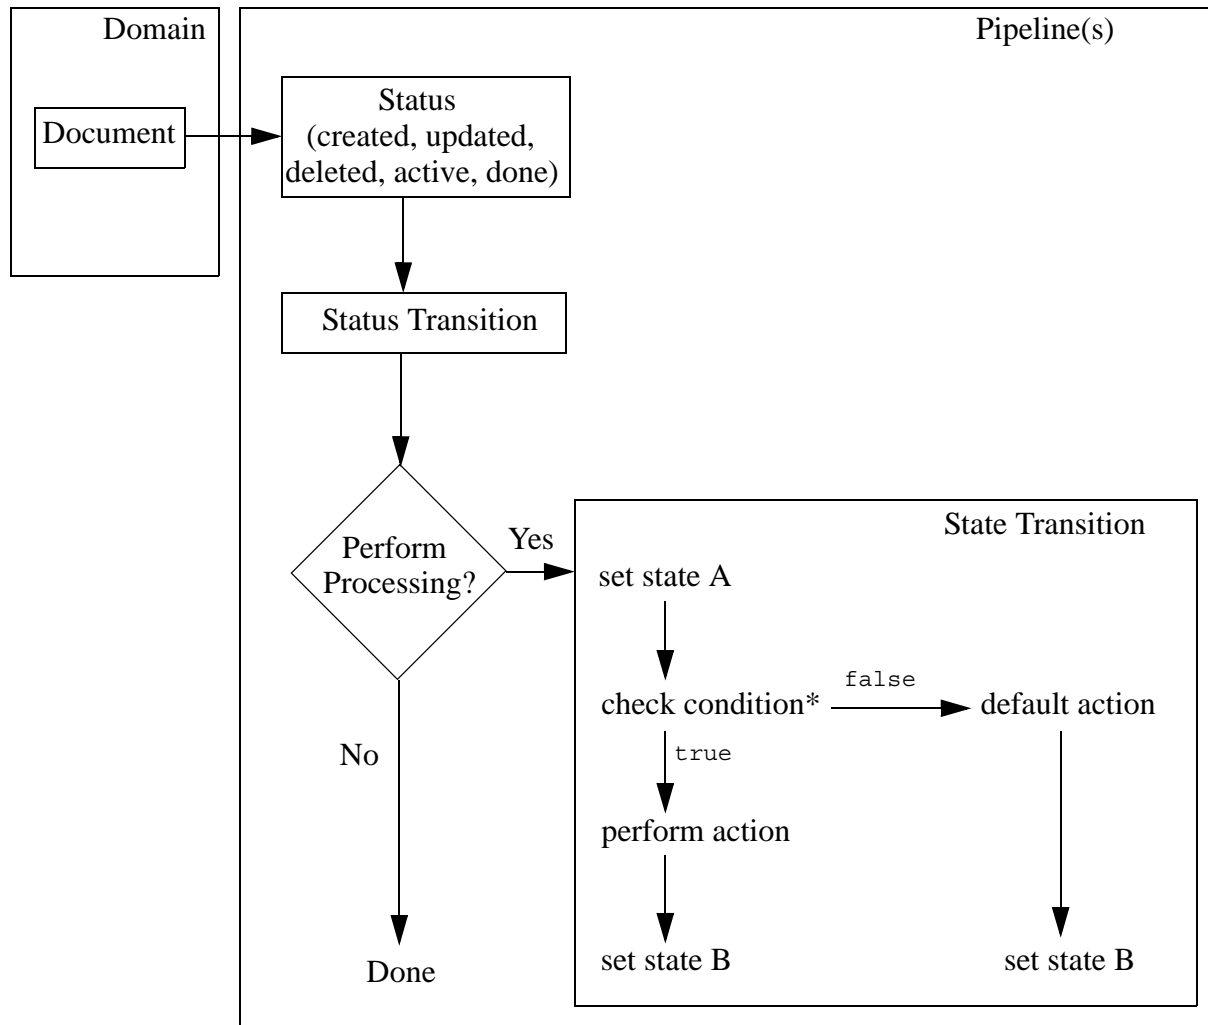 Domain
Pipeline(s)
Document
Status
(created, updated,
deleted, active, done)
Status Transition
Perform
Processing?
Yes
No
Done
State Transition
set state A
check condition*
false
default action
true
perform action
set state B
set state B